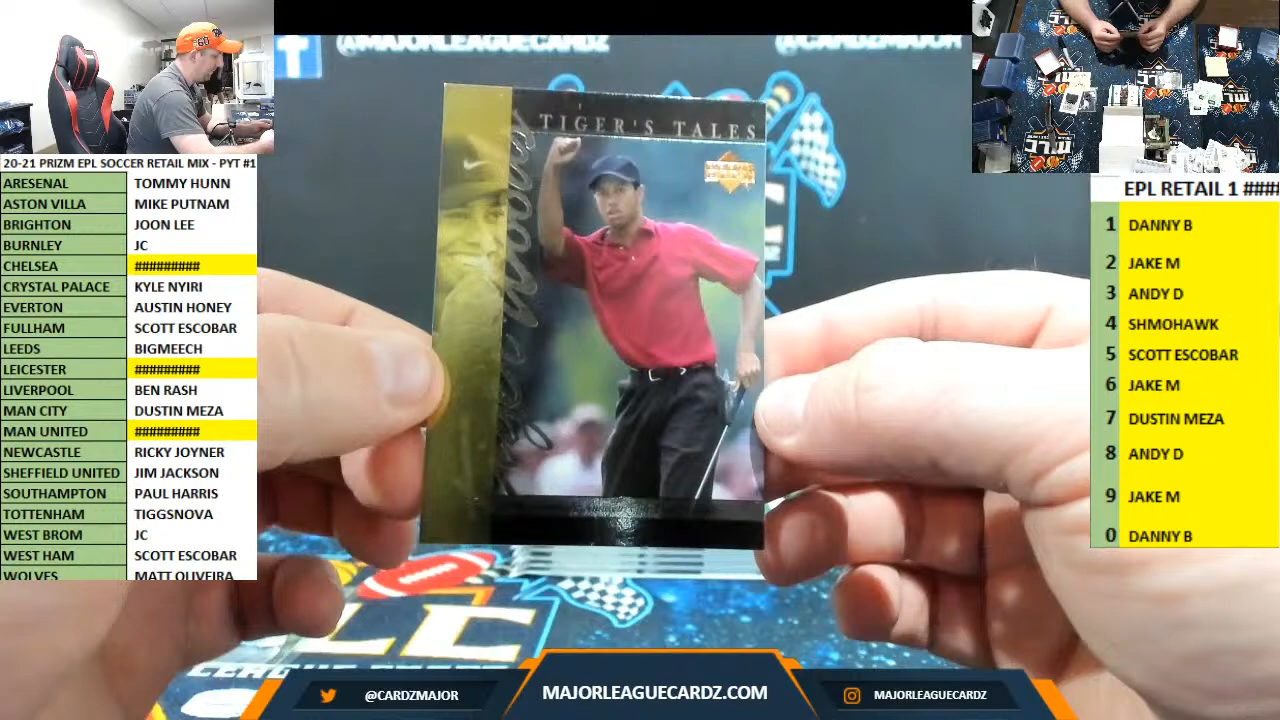 @MAJORLEAGUECARDZ
@CARDZMAJOR
60
20-21 PRIZM EPL SOCCER RETAIL MIX - PYT #1
ARESENAL TOMMY HUNN
ASTON VILLA MIKE PUTNAM
BRIGHTON JOON LEE
BURNLEY JC
CHELSEA #########
CRYSTAL PALACE KYLE NYIRI
EVERTON AUSTIN HONEY
FULLHAM SCOTT ESCOBAR
LEEDS BIGMEECH
LEICESTER #########
LIVERPOOL BEN RASH
MAN CITY DUSTIN MEZA
MAN UNITED #########
NEWCASTLE RICKY JOYNER
SHEFFIELD UNITED JIM JACKSON
SOUTHAMPTON PAUL HARRIS
TOTTENHAM TIGGSNOVA
WEST BROM JC
WEST HAM SCOTT ESCOBAR
WOLVES MATT OLIVEIRA
TIGER'S TALES
EPL RETAIL 1 ####
1 DANNY B
2 JAKE M
3 ANDY D
4 SHMOHAWK
5 SCOTT ESCOBAR
6 JAKE M
7 DUSTIN MEZA
8 ANDY D
9 JAKE M
0 DANNY B
MLC
@CARDZMAJOR
MAJORLEAGUECARDZ.COM
MAJORLEAGUECARDZ